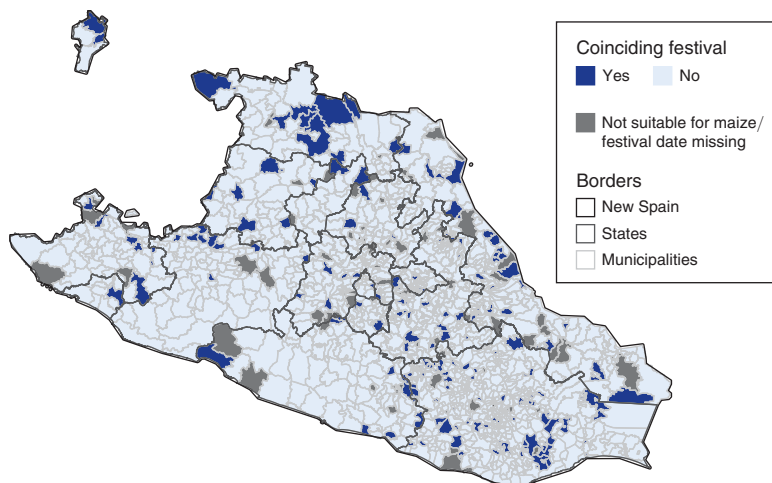 Coinciding festival
Yes No
Not suitable for maize/
festival date missing
Borders
New Spain
States
Municipalities